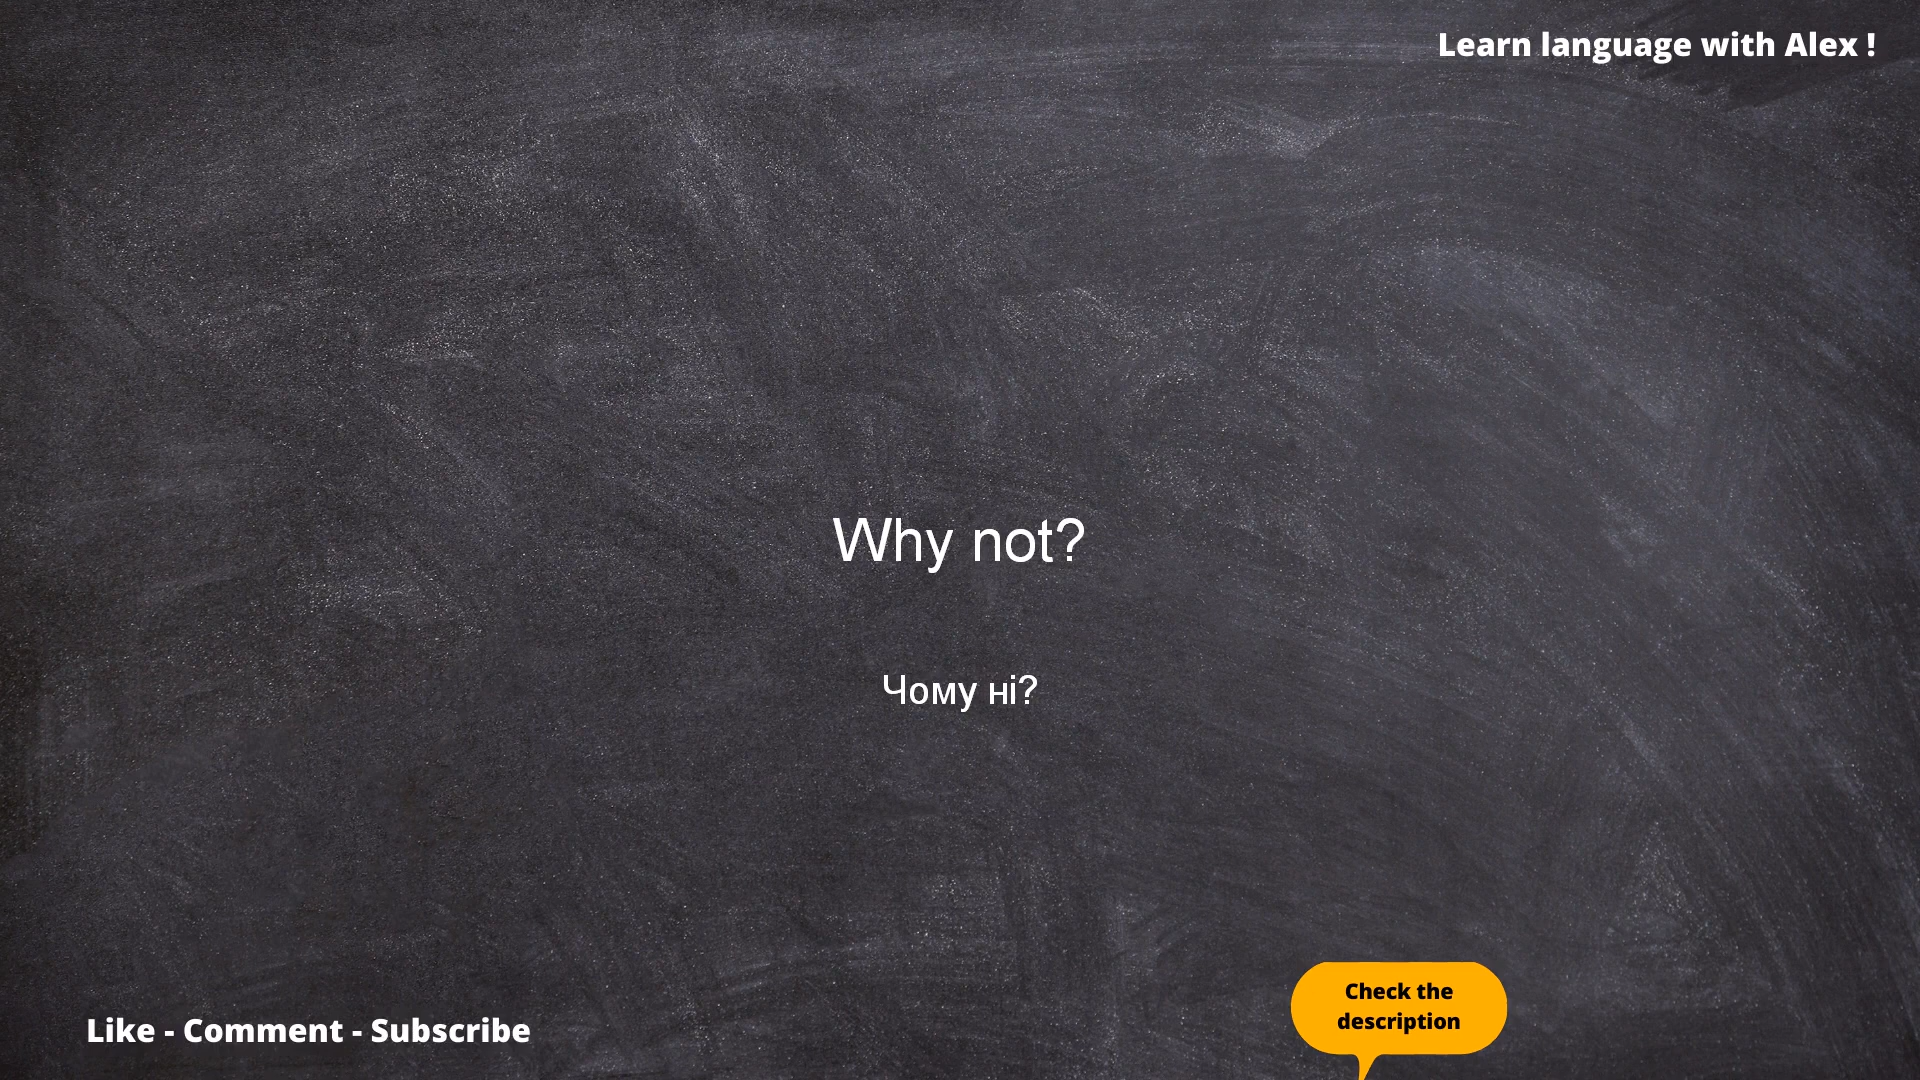 Learn language with Alex !
Why not?
Чому ні?
Check the
description
Like - Comment - Subscribe